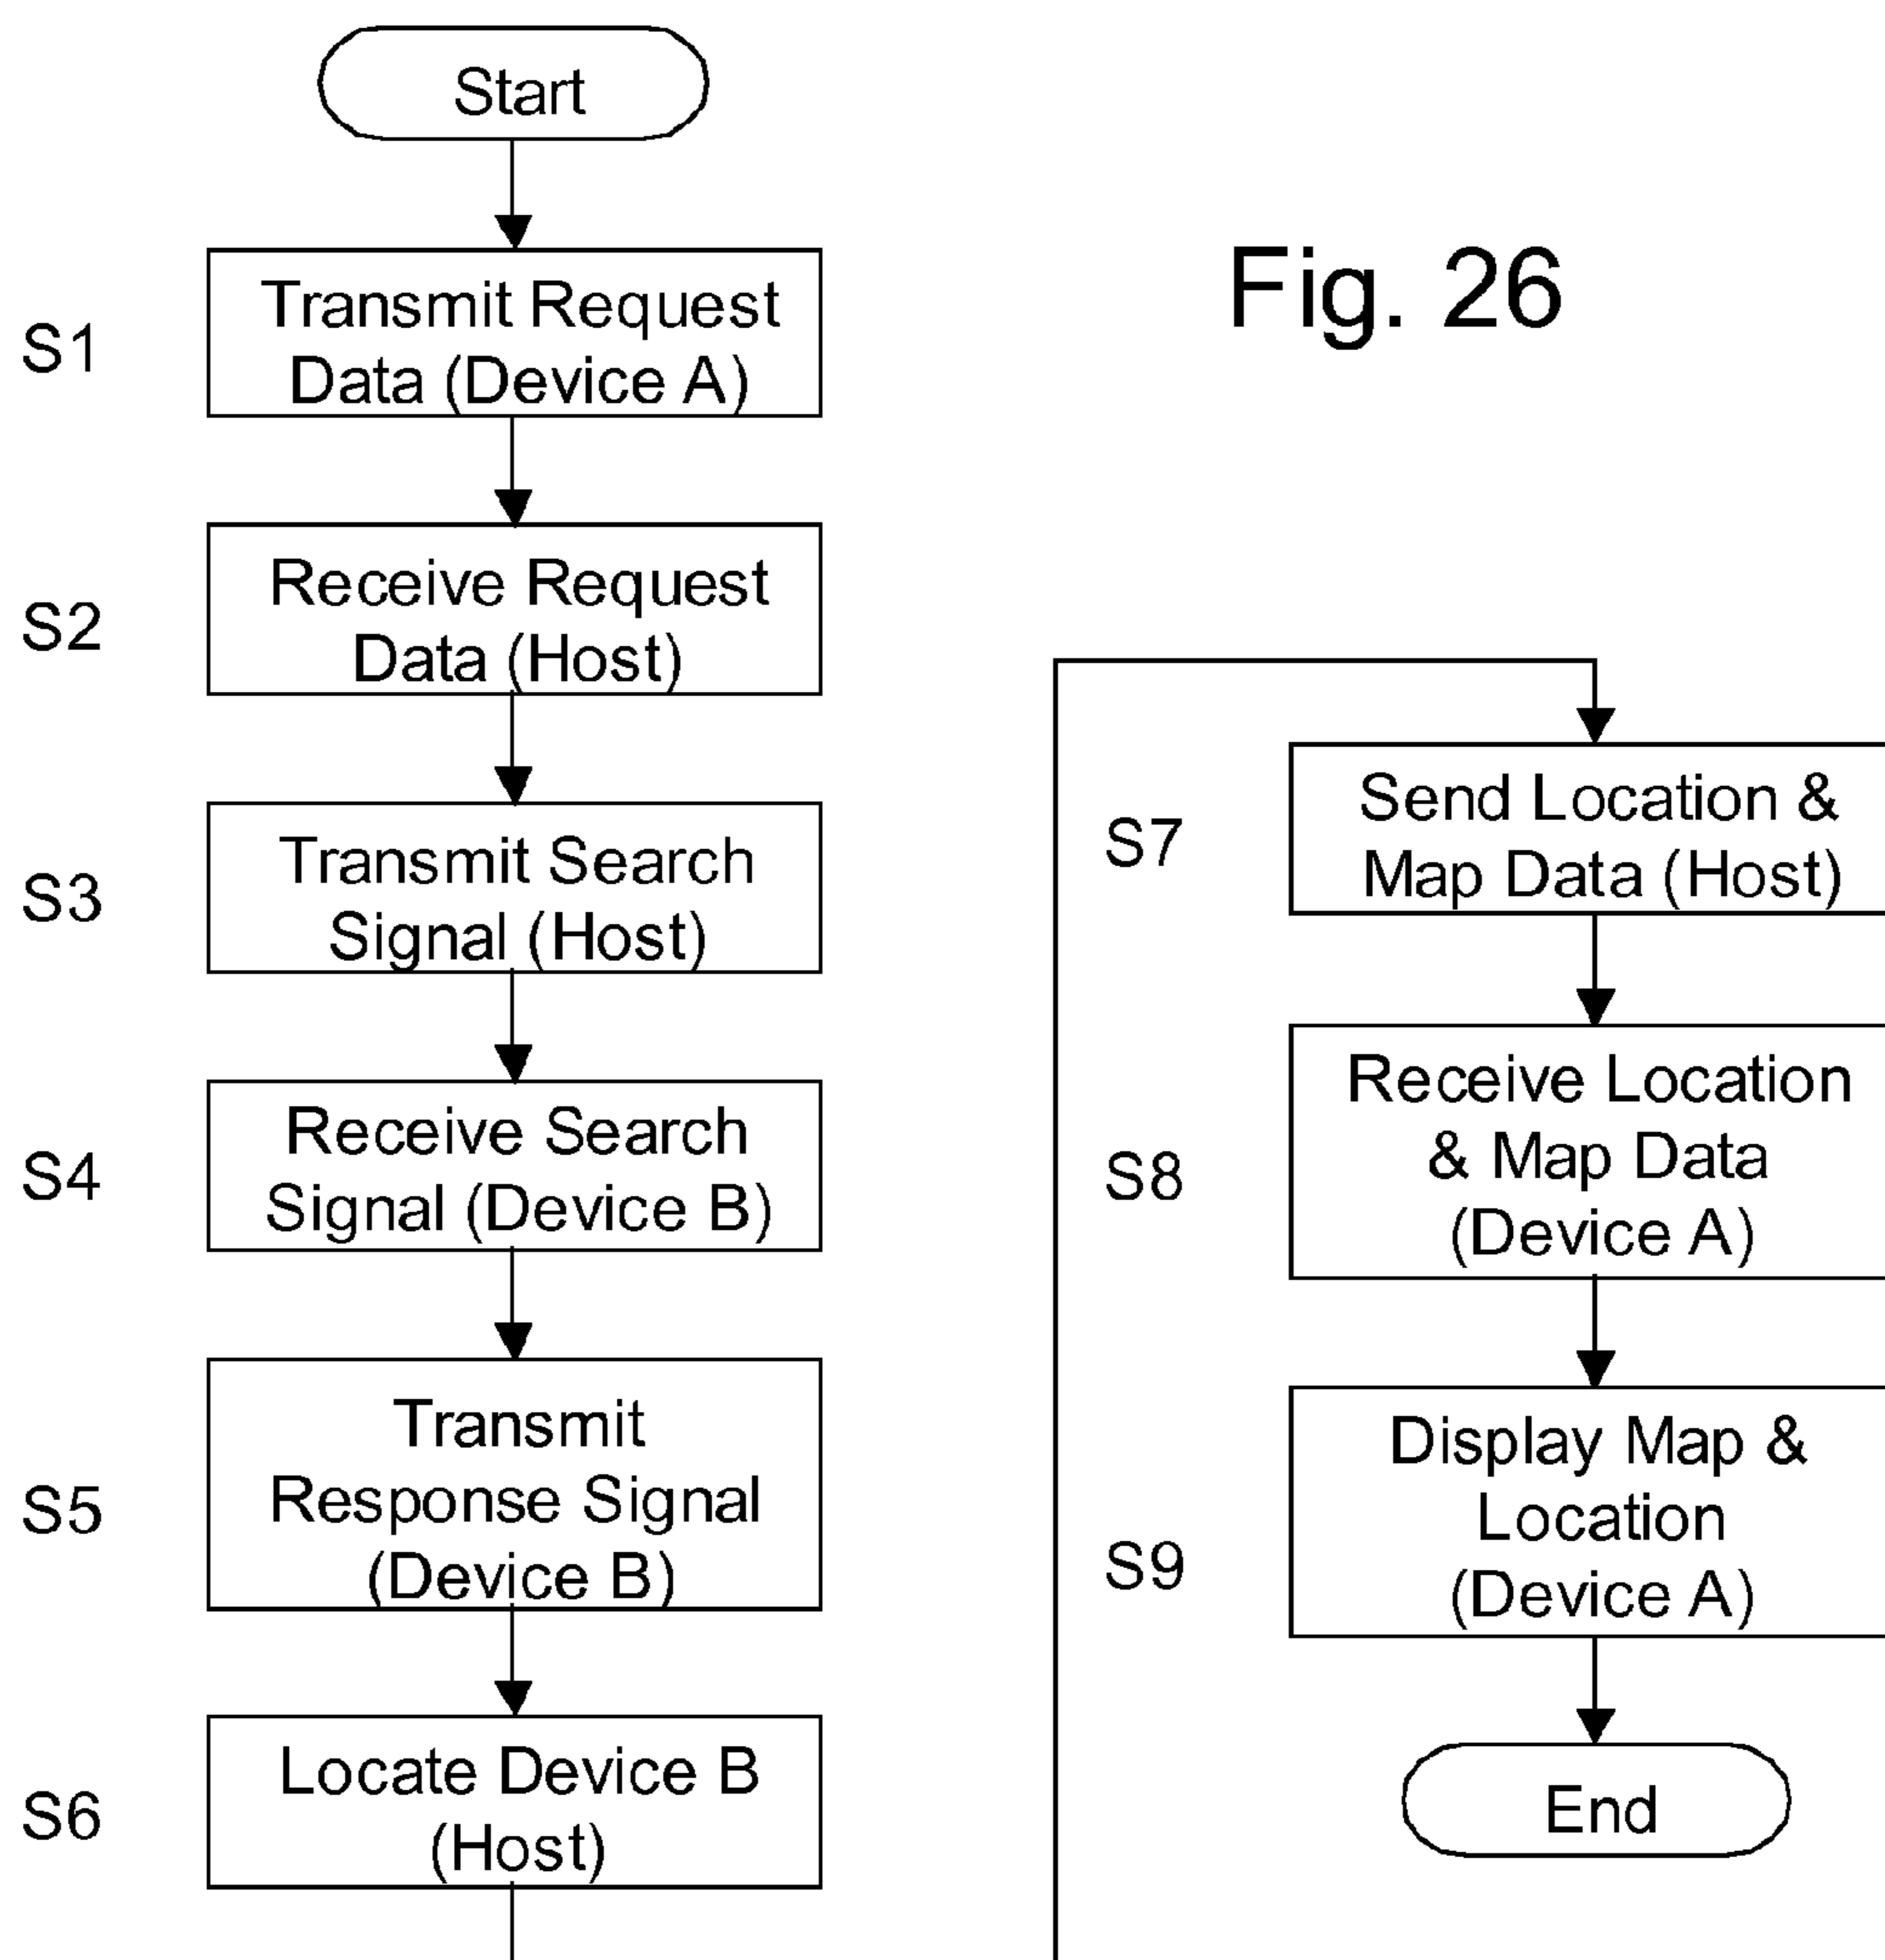 Start
Fig. 26
S1
Transmit Request
Data (Device A)
S2
Receive Request
Data (Host)
S3
Transmit Search
Signal (Host)
S4
Receive Search
Signal (Device B)
S5
Transmit
Response Signal
(Device B)
S6
Locate Device B
(Host)
S7
Send Location &
Map Data (Host)
S8
Receive Location
& Map Data
(Device A)
S9
Display Map &
Location
(Device A)
End